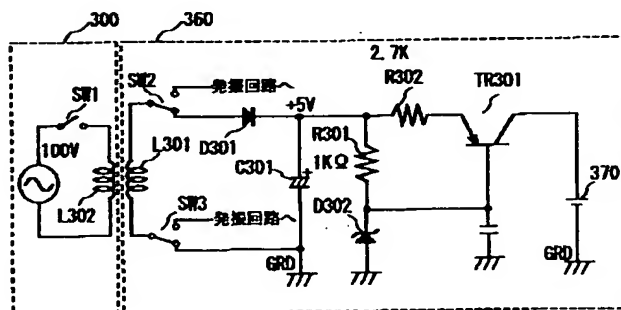 300
360
SW1
100V
L302
SW2
発振回路へ
D301
L301
+5V
C301
+
SW3
発振回路へ
GRD
R301
1KΩ
D302
2.7K
R302
TR301
370
GRD